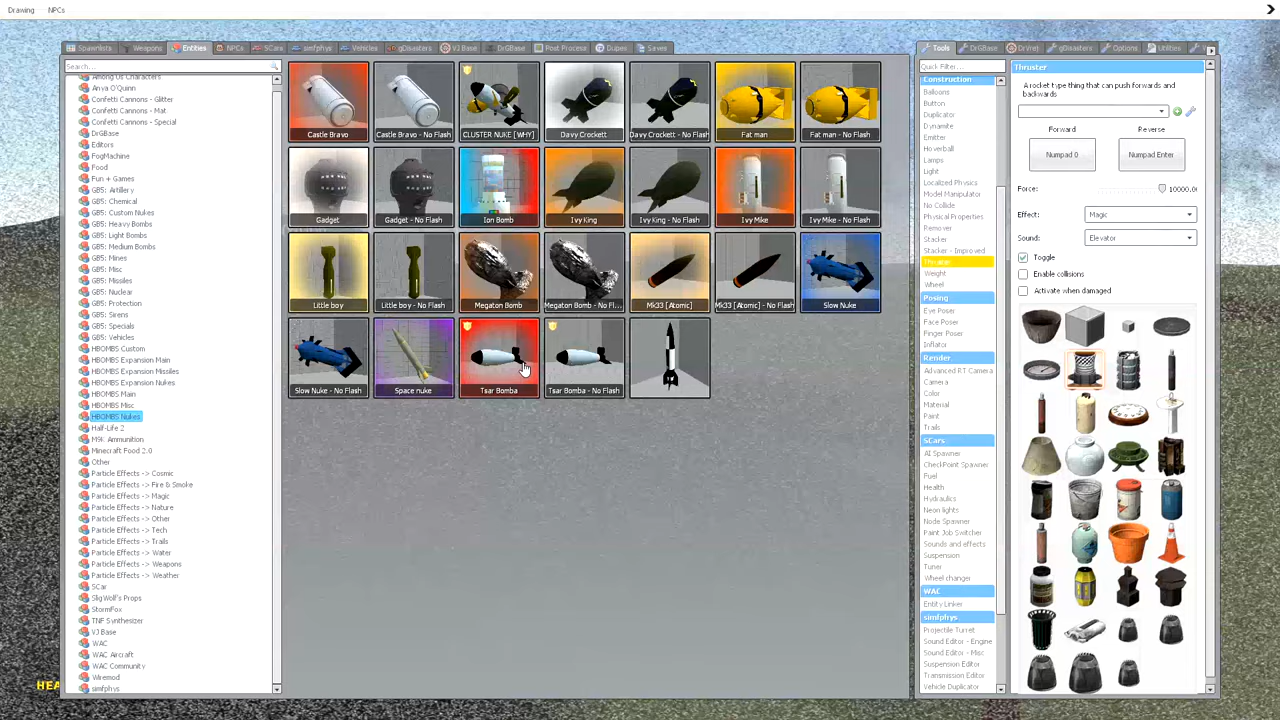 Drawing NPCs
Spawnlists Weapons Entities NPCs SCars simfphys Vehicles gDisasters VJ Base DrGBase Post Process Dupes Saves
Search...
Among Us Characters
Anya O'Quinn
Confetti Cannons - Glitter
Confetti Cannons - Mat
Confetti Cannons - Special
DrGBase
Editors
FogMachine
Food
Fun + Games
GB5: Artillery
GB5: Chemical
GB5: Custom Nukes
GB5: Heavy Bombs
GB5: Light Bombs
GB5: Medium Bombs
GB5: Mines
GB5: Misc
GB5: Missiles
GB5: Nuclear
GB5: Protection
GB5: Sirens
GB5: Specials
GB5: Vehicles
HBOMBS Custom
HBOMBS Expansion Main
HBOMBS Expansion Missiles
HBOMBS Expansion Nukes
HBOMBS Main
HBOMBS Misc
HBOMBS Nukes
Half-Life 2
M9K Ammunition
Minecraft Food 2.0
Other
Particle Effects -> Cosmic
Particle Effects -> Fire & Smoke
Particle Effects -> Magic
Particle Effects -> Nature
Particle Effects -> Other
Particle Effects -> Tech
Particle Effects -> Trails
Particle Effects -> Water
Particle Effects -> Weapons
Particle Effects -> Weather
SCar
SligWolf's Props
StormFox
TNF Synthesizer
VJ Base
WAC
WAC Aircraft
WAC Community
Wiremod
simfphys
HEA
Castle Bravo
Castle Bravo - No Flash
CLUSTER NUKE [WHY]
Davy Crockett
Davy Crockett - No Flash
Fat man
Fat man - No Flash
Gadget
Gadget - No Flash
Ion Bomb
Ivy King
Ivy King - No Flash
Ivy Mike
Ivy Mike - No Flash
Little boy
Little boy - No Flash
Megaton Bomb
Megaton Bomb - No Fl...
Mk33 [Atomic]
Mk33 [Atomic] - No Flash
Slow Nuke
Slow Nuke - No Flash
Space nuke
Tsar Bomba
Tsar Bomba - No Flash
Tools DrGBase gDisasters Options Utilities
Quick Filter...
Construction
Balloons
Button
Duplicator
Dynamite
Emitter
Hoverball
Lamps
Light
Localized Physics
Model Manipulator
No Collide
Physical Properties
Remover
Stacker
Stacker - Improved
Thruster
Weight
Wheel
Posing
Eye Poser
Face Poser
Finger Poser
Inflator
Render
Advanced RT Camera
Camera
Color
Material
Paint
Trails
SCars
AI Spawner
CheckPoint Spawner
Fuel
Health
Hydraulics
Neon lights
Node Spawner
Paint Job Switcher
Sounds and effects
Suspension
Tuner
Wheel changer
WAC
Entity Linker
simfphys
Projectile Turret
Sound Editor - Engine
Sound Editor - Misc
Suspension Editor
Transmission Editor
Vehicle Duplicator
Thruster
A rocket type thing that can push forwards and
backwards
Forward Reverse
Numpad 0 Numpad Enter
Force: 10000.0
Effect: Magic
Sound: Elevator
Toggle
Enable collisions
Activate when damaged